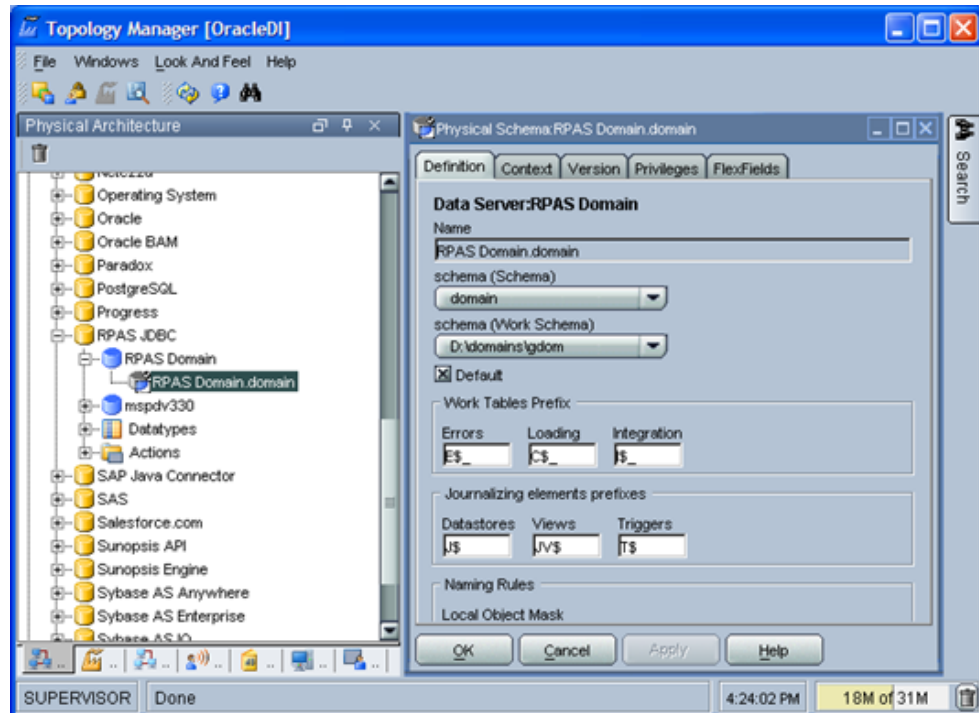 Topology Manager [OracleDI]
File Windows Look And Feel Help
Physical Architecture
Netezza
Operating System
Oracle
Oracle BAM
Paradox
PostgreSQL
Progress
RPAS JDBC
RPAS Domain
RPAS Domain.domain
mspdv330
Datatypes
Actions
SAP Java Connector
SAS
Salesforce.com
Sunopsis API
Sunopsis Engine
Sybase AS Anywhere
Sybase AS Enterprise
Sybase AS IQ
Physical Schema:RPAS Domain.domain
Definition Context Version Privileges FlexFields
Data Server:RPAS Domain
Name
RPAS Domain.domain
schema (Schema)
domain
schema (Work Schema)
D:\domains\gdom
Default
Work Tables Prefix
Errors Loading Integration
E$_ C$_ I$_
Journalizing elements prefixes
Datastores Views Triggers
J$ JV$ T$
Naming Rules
Local Object Mask
OK Cancel Apply Help
Search
SUPERVISOR Done 4:24:02 PM 18M of 31M